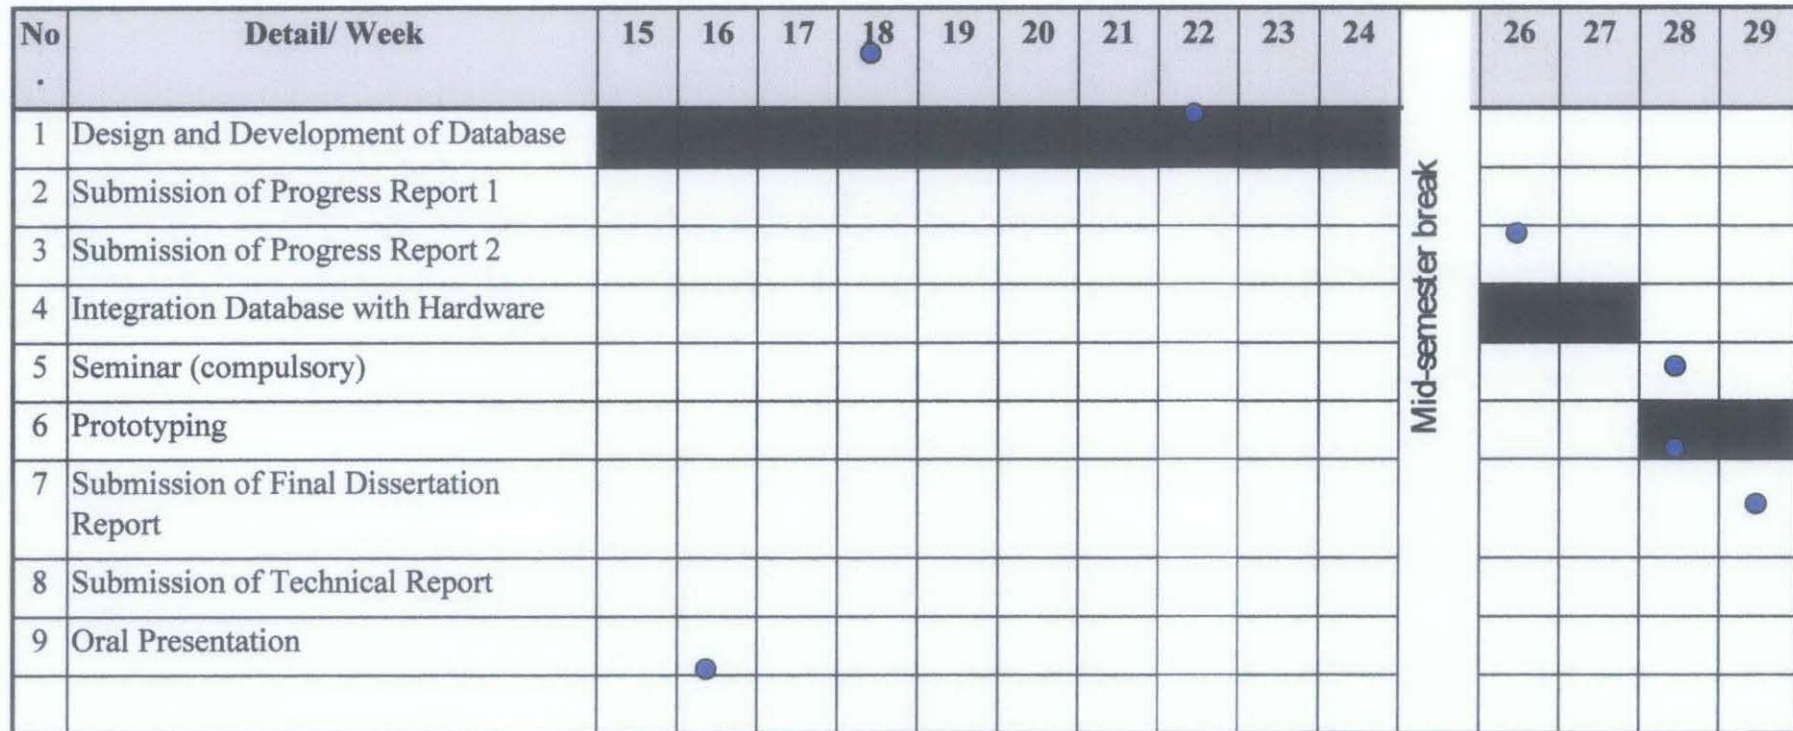 No Detail/ Week 15 16 17 18 19 20 21 22 23 24 26 27 28 29
.
1 Design and Development of Database
2 Submission of Progress Report 1
3 Submission of Progress Report 2
4 Integration Database with Hardware
5 Seminar (compulsory)
6 Prototyping
7 Submission of Final Dissertation
Report
8 Submission of Technical Report
9 Oral Presentation
Mid-semester break